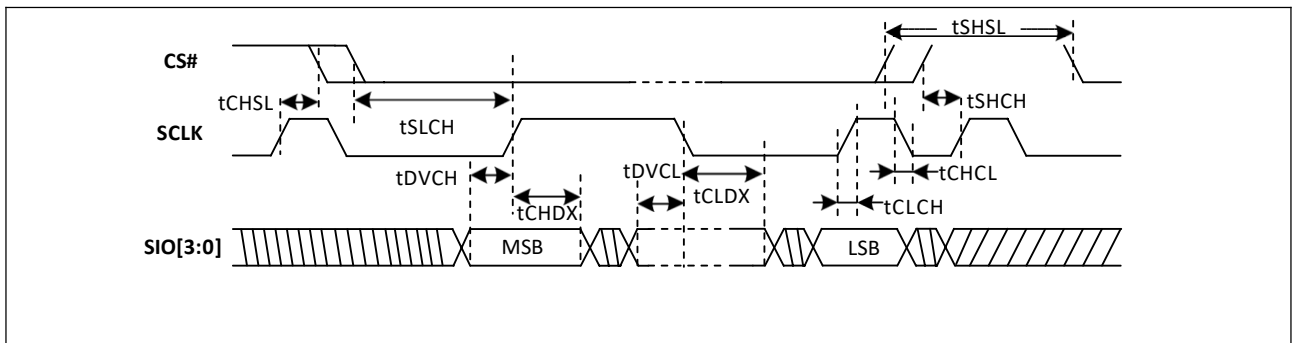 tSHSL
CS#
tCHSL
tSHCH
tSLCH
SCLK
tDVCH
tDVCL
tCHCL
tCLDX
tCHDX
tCLCH
SIO[3:0]
MSB
LSB